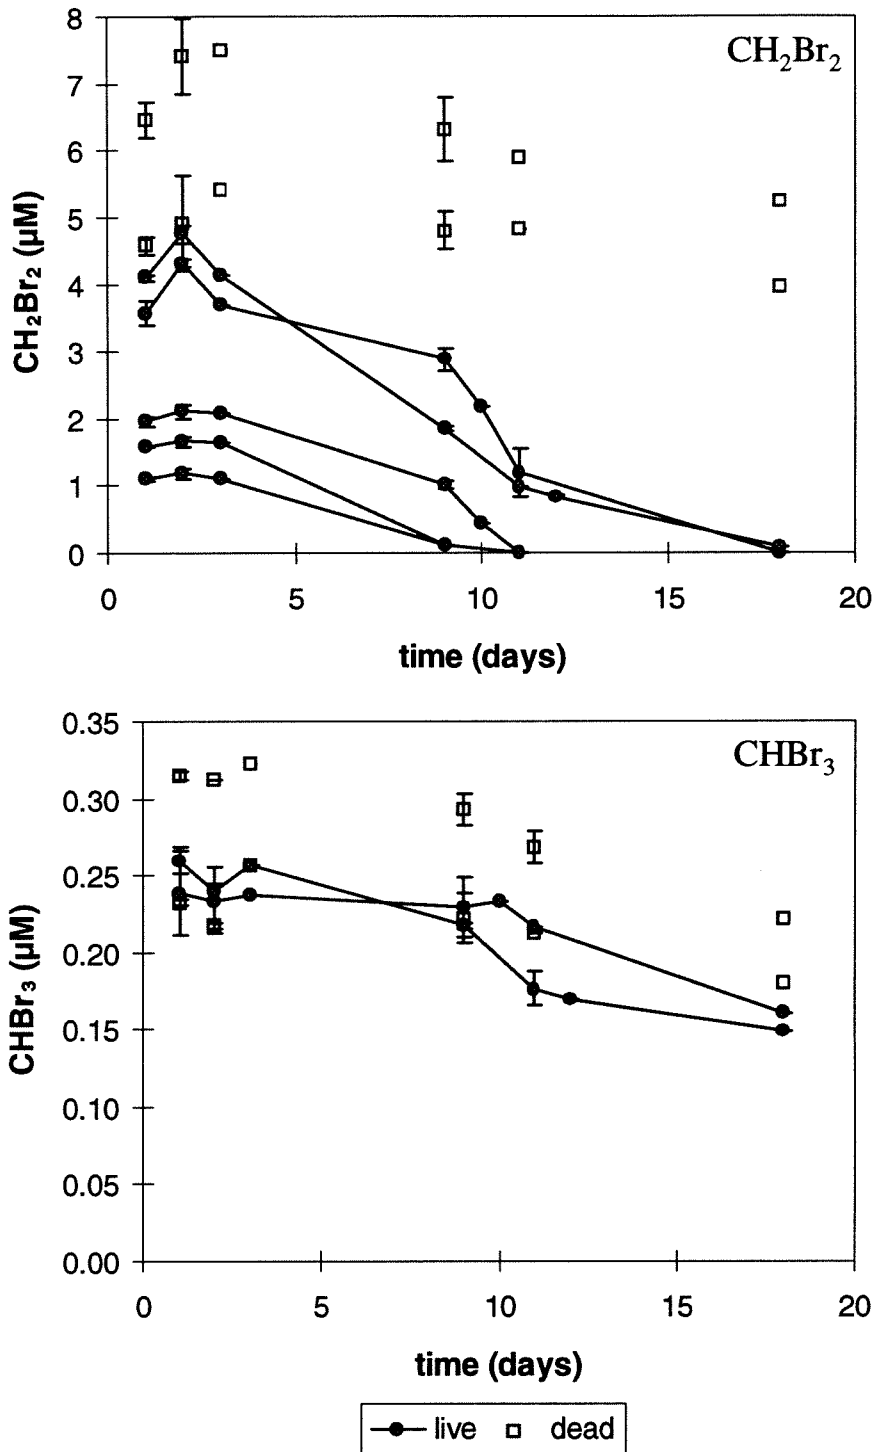 8
CH₂Br₂
7
6
5
4
3
2
1
0
CH₂Br₂ (µM)
0 5 10 15 20
time (days)
0.35
CHBr₃
0.30
0.25
0.20
0.15
0.10
0.05
0.00
CHBr₃ (µM)
0 5 10 15 20
time (days)
live dead